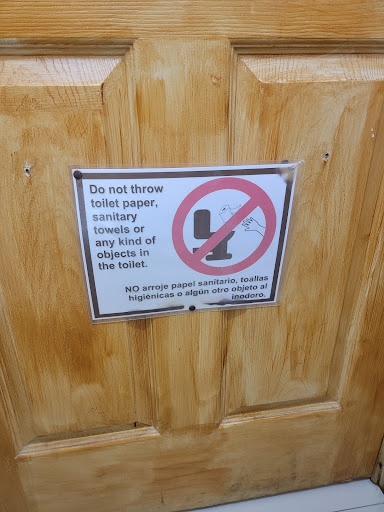 Do not throw
toilet paper,
sanitary
towels or
any kind of
objects in
the toilet.
NO arroje papel sanitario, toallas
higiénicas o algún otro objeto al
inodoro.